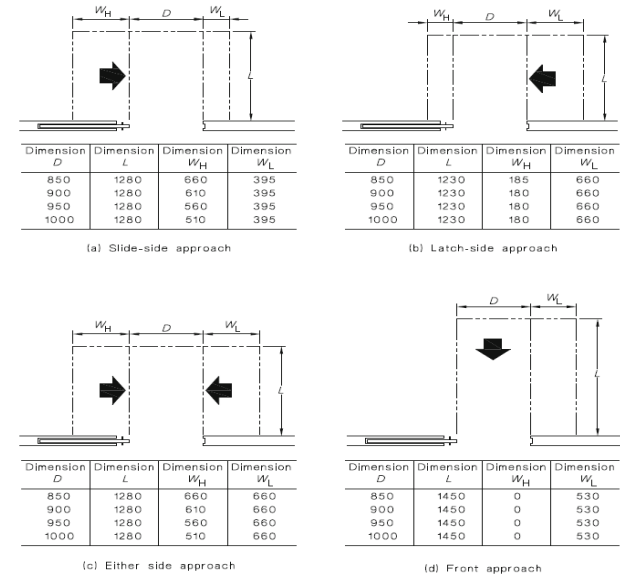 WH D WL
L
Dimension Dimension Dimension Dimension
D L WH WL
850 1280 660 395
900 1280 610 395
950 1280 560 395
1000 1280 510 395
(a) Slide-side approach
WH D WL
L
Dimension Dimension Dimension Dimension
D L WH WL
850 1230 185 660
900 1230 180 660
950 1230 180 660
1000 1230 180 660
(b) Latch-side approach
WH D WL
L
Dimension Dimension Dimension Dimension
D L WH WL
850 1280 660 660
900 1280 610 660
950 1280 560 660
1000 1280 510 660
(c) Either side approach
D WL
L
Dimension Dimension Dimension Dimension
D L WH WL
850 1450 0 530
900 1450 0 530
950 1450 0 530
1000 1450 0 530
(d) Front approach